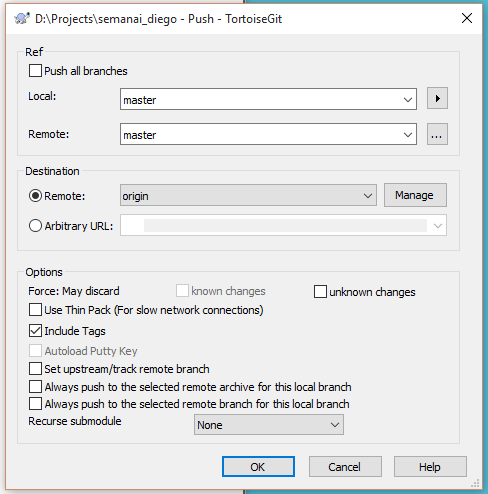 D:\Projects\semanai_diego - Push - TortoiseGit
Ref
Push all branches
Local: master
Remote: master
...
Destination
Remote: origin Manage
Arbitrary URL:
Options
Force: May discard known changes unknown changes
Use Thin Pack (For slow network connections)
Include Tags
Autoload Putty Key
Set upstream/track remote branch
Always push to the selected remote archive for this local branch
Always push to the selected remote branch for this local branch
Recurse submodule None
OK Cancel Help